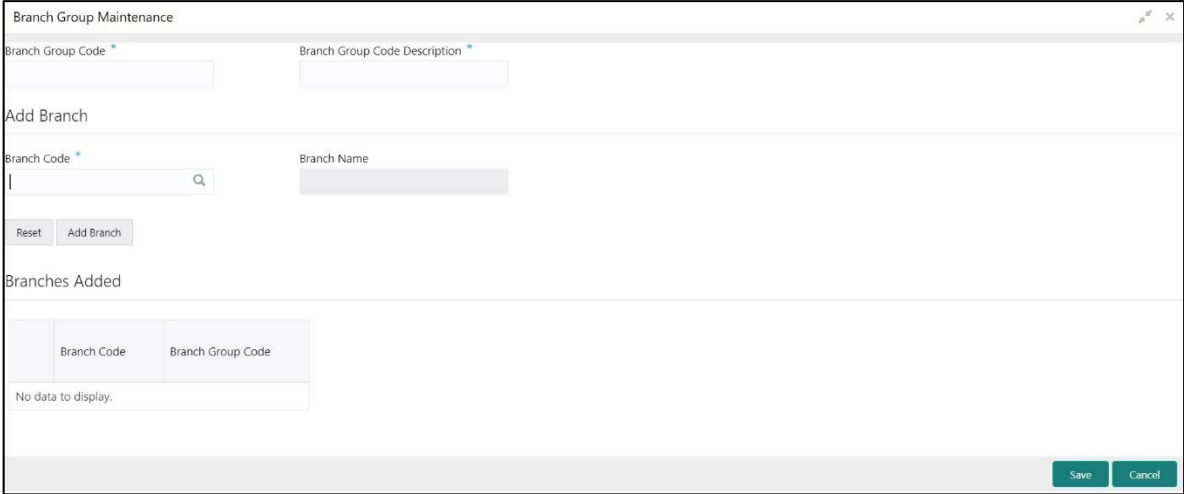 Branch Group Maintenance
Branch Group Code * Branch Group Code Description *
Add Branch
Branch Code * Branch Name
Reset Add Branch
Branches Added
Branch Code Branch Group Code
No data to display.
Save Cancel